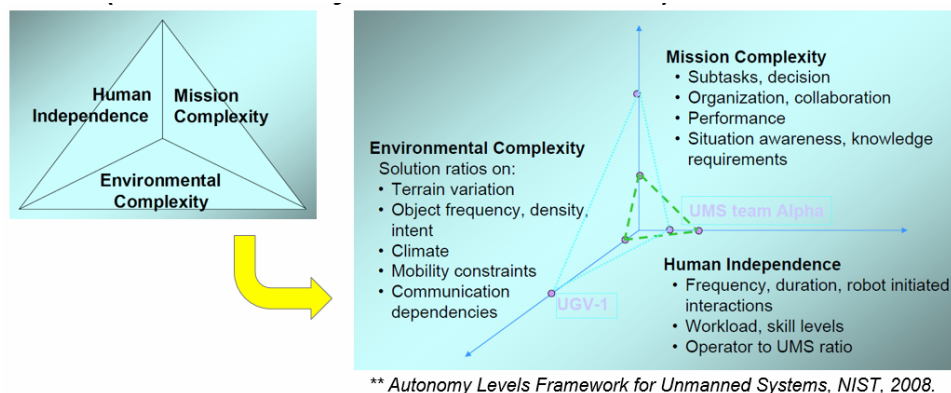 Human
Independence
Mission
Complexity
Environmental
Complexity
Mission Complexity
• Subtasks, decision
• Organization, collaboration
• Performance
• Situation awareness, knowledge
requirements
Environmental Complexity
Solution ratios on:
• Terrain variation
• Object frequency, density,
intent
• Climate
• Mobility constraints
• Communication
dependencies
UMS team Alpha
UGV-1
Human Independence
• Frequency, duration, robot initiated
interactions
• Workload, skill levels
• Operator to UMS ratio
** Autonomy Levels Framework for Unmanned Systems, NIST, 2008.